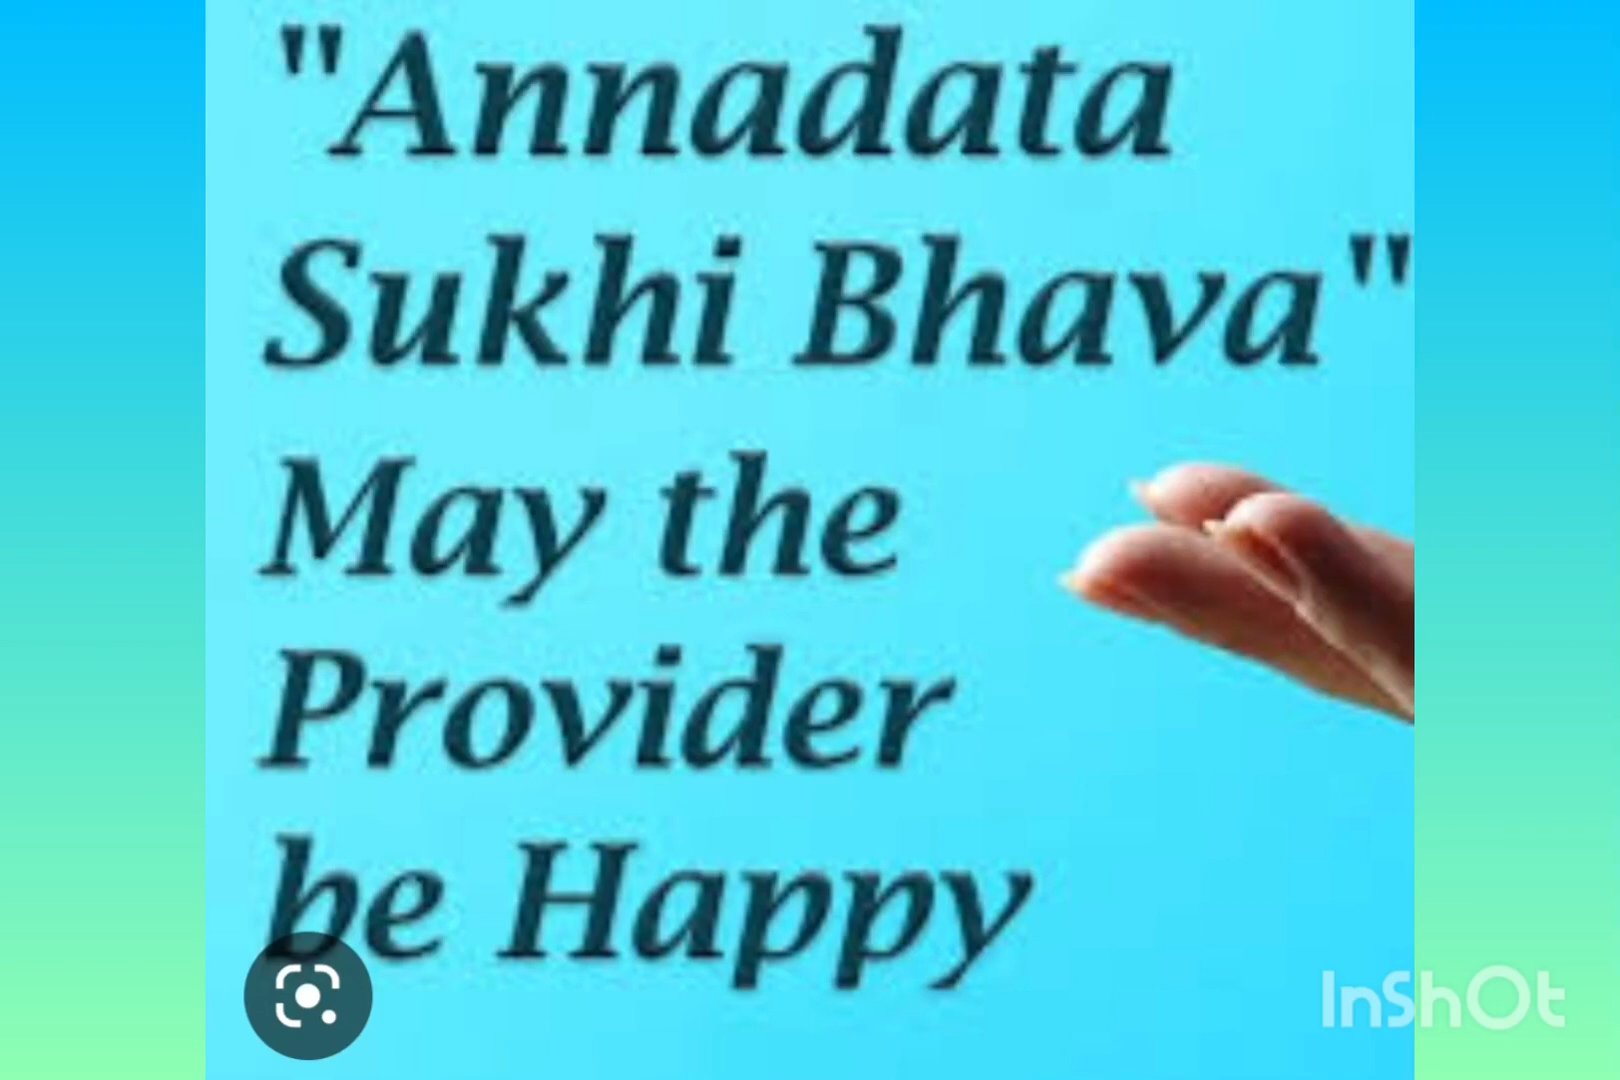 "Annadata
Sukhi Bhava"
May the
Provider
be Happy
InShOt